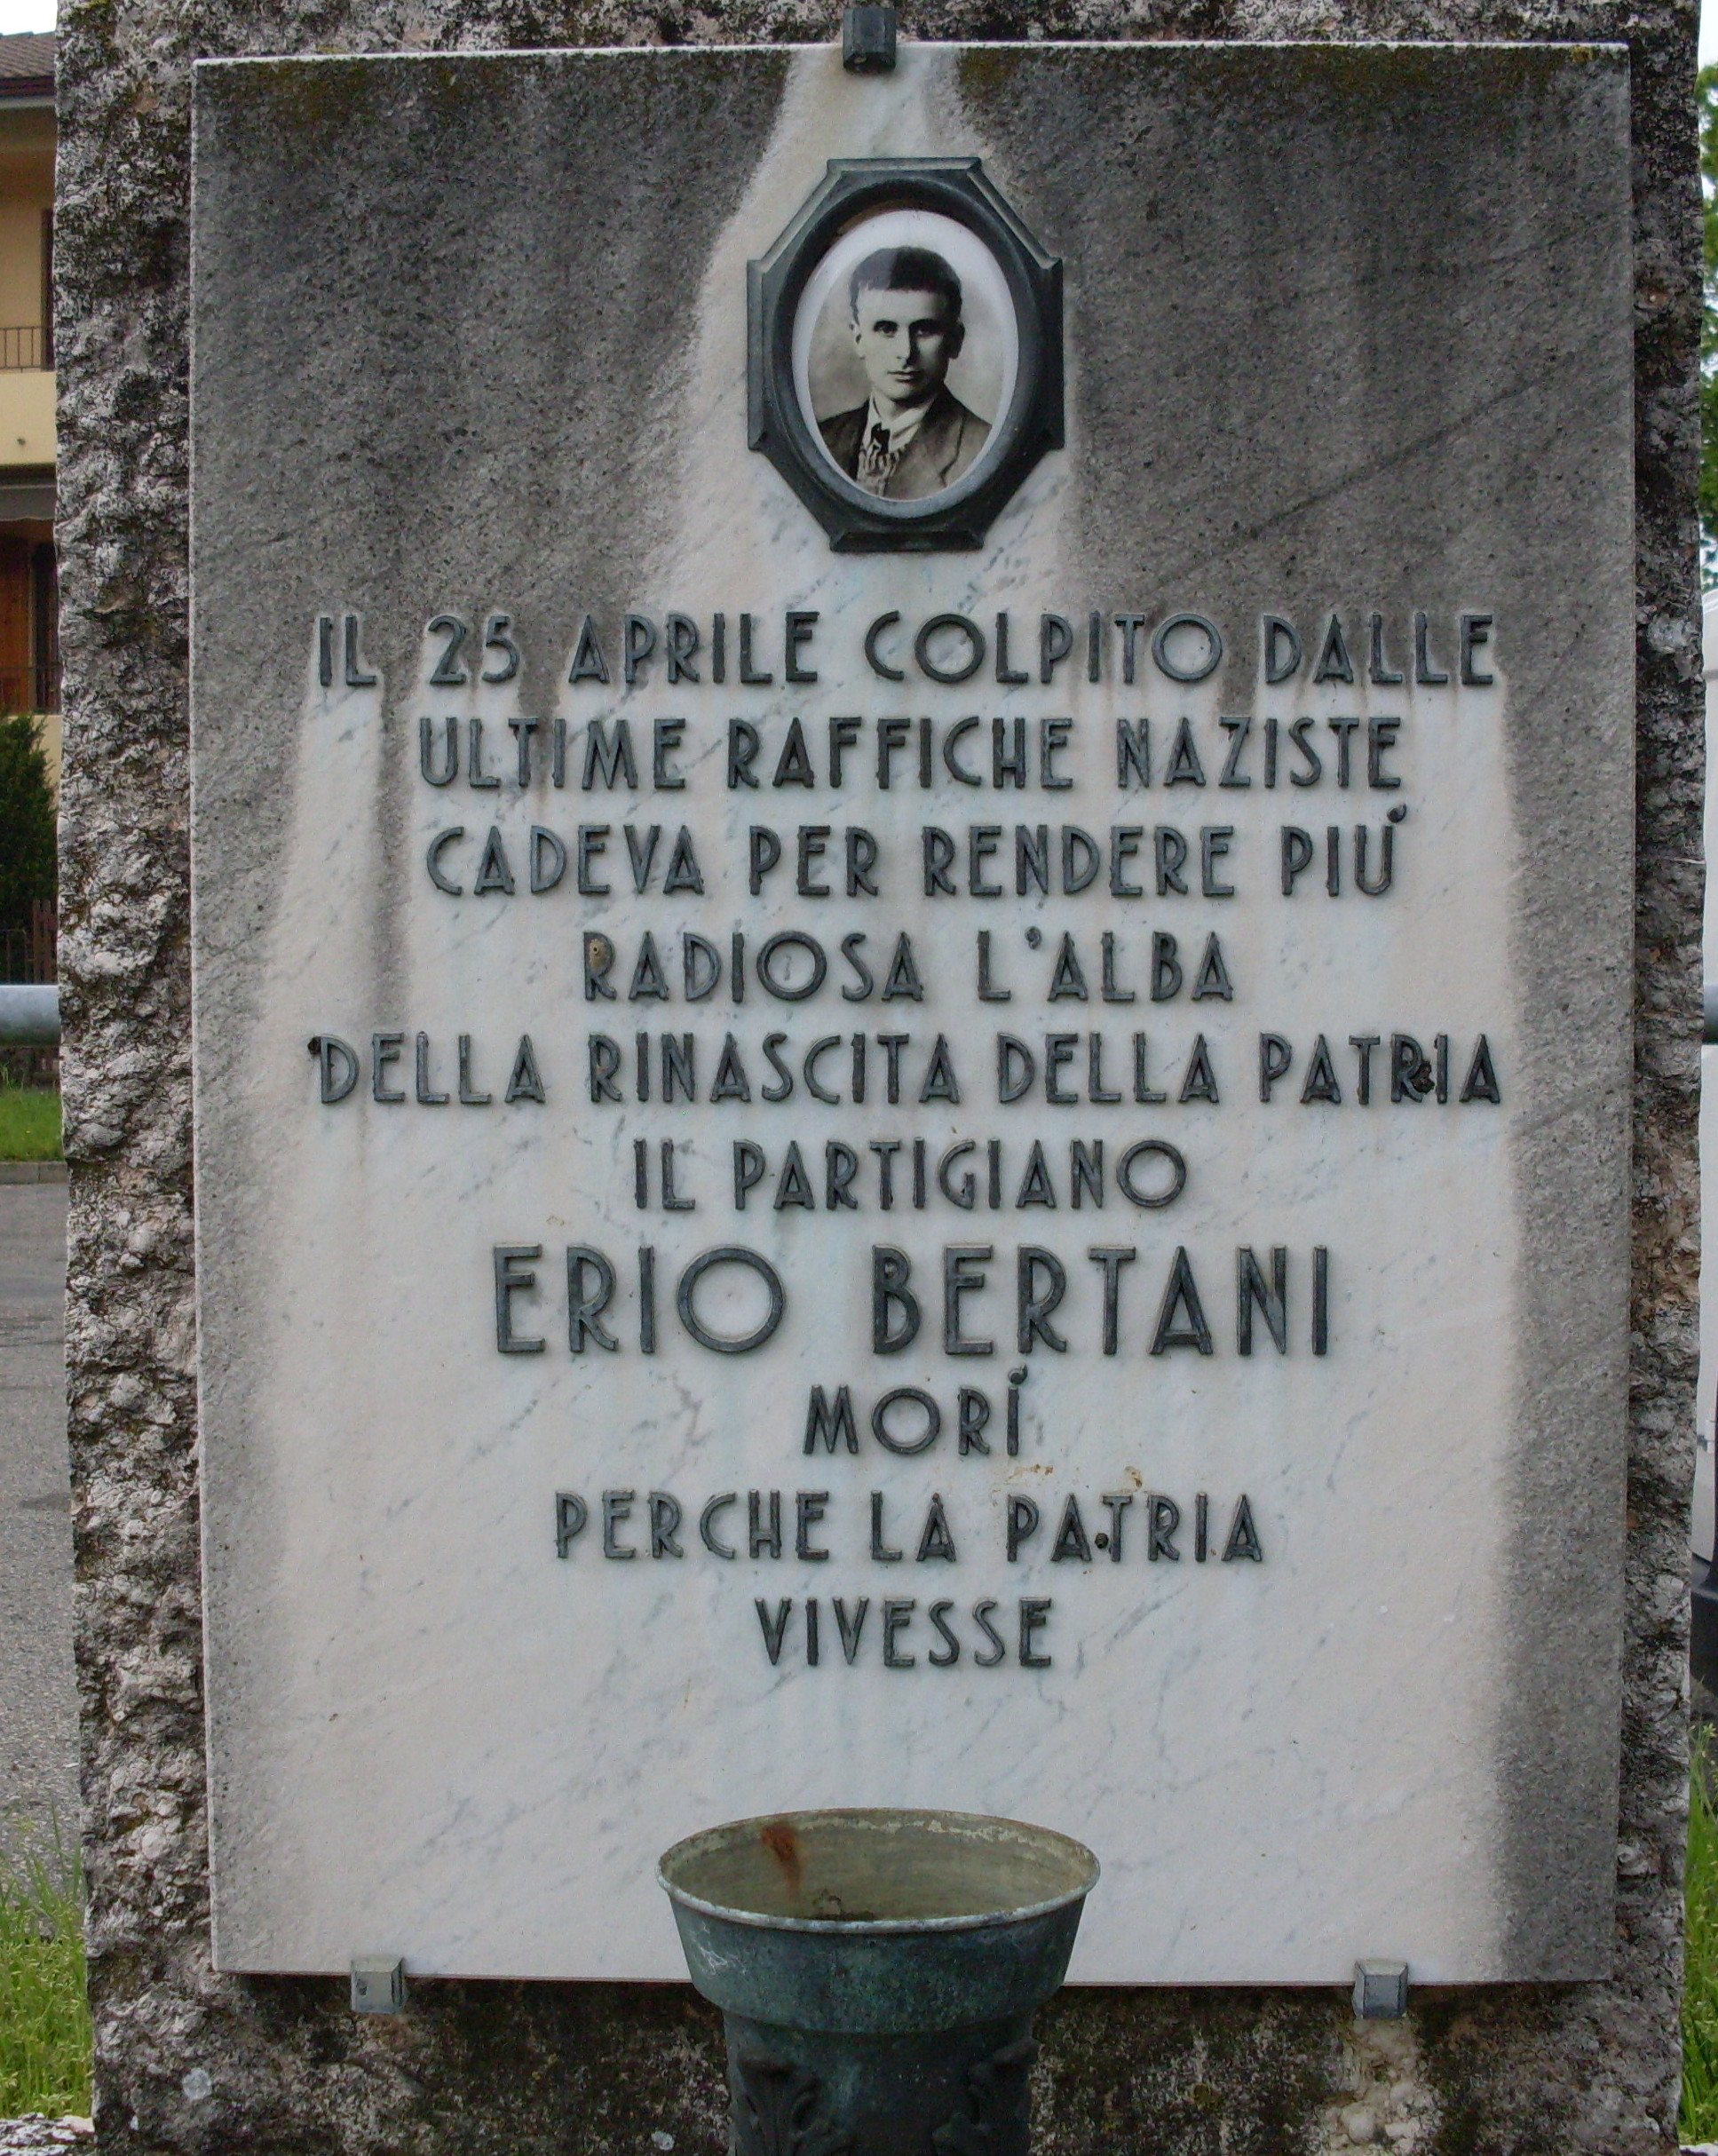 IL 25 APRILE COLPITO DALLE
ULTIME RAFFICHE NAZISTE
CADEVA PER RENDERE PIÚ
RADIOSA L'ALBA
DELLA RINASCITA DELLA PATRIA
IL PARTIGIANO
ERIO BERTANI
MORÍ
PERCHE LA PATRIA
VIVESSE